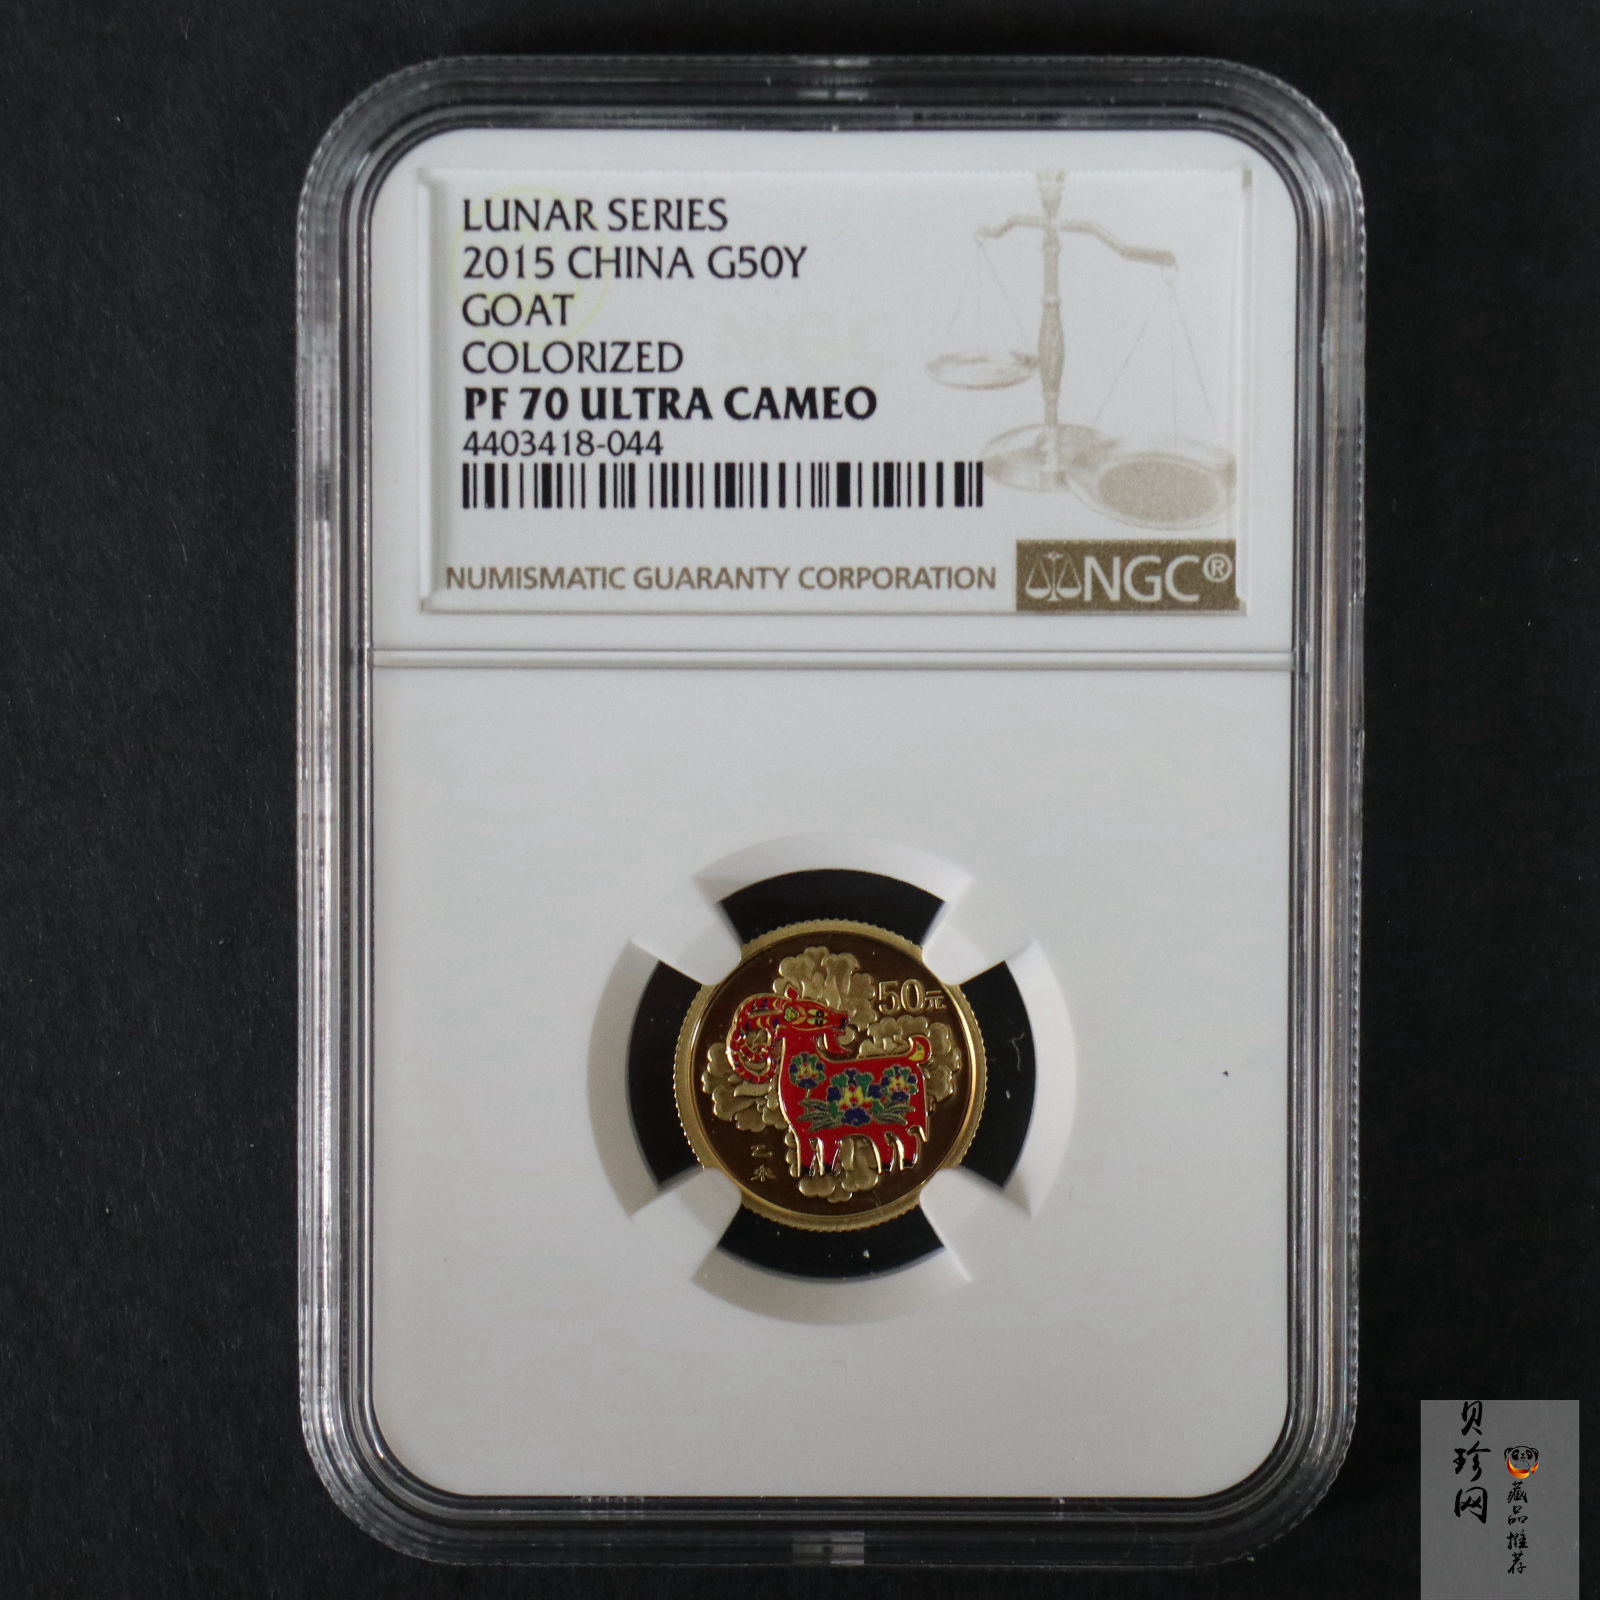 LUNAR SERIES
2015 CHINA G50Y
GOAT
COLORIZED
PF 70 ULTRA CAMEO
4403418-044
NUMISMATIC GUARANTY CORPORATION
NGC®
50元
乙未
贝珍网
藏品推荐